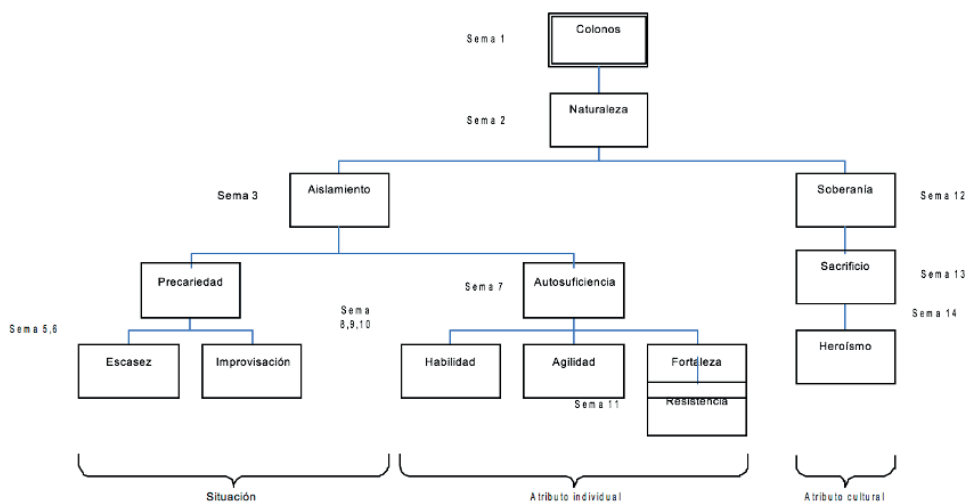 Colonos
Sema 1
Naturaleza
Sema 2
Aislamiento
Sema 3
Soberanía
Sema 12
Precariedad
Sema 7
Autosuficiencia
Sacrificio
Sema 13
Sema 5,6
Sema
8,9,10
Sema 14
Escasez
Improvisación
Habilidad
Agilidad
Fortaleza
Heroísmo
Sema 11
Resistencia
Situación
Atributo individual
Atributo cultural